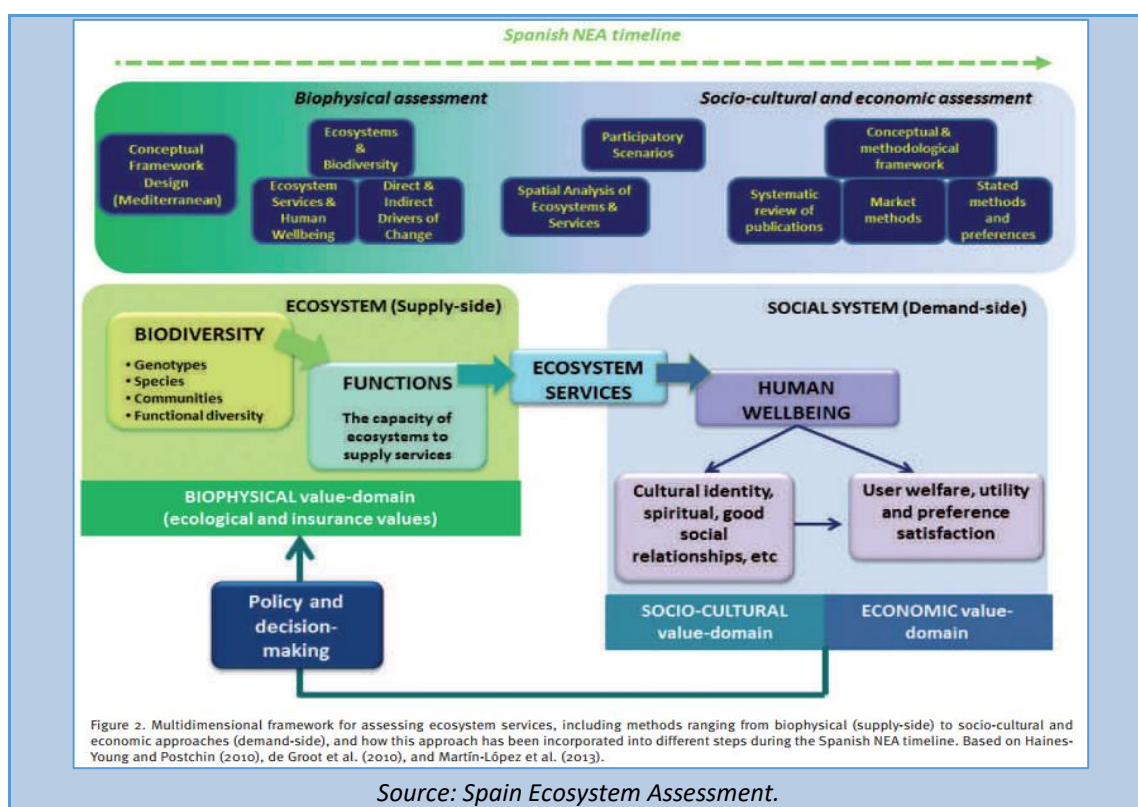 Spanish NEA timeline
Biophysical assessment
Socio-cultural and economic assessment
Conceptual
Framework
Design
(Mediterranean)
Ecosystems
&
Biodiversity
Ecosystem
Services &
Human
Wellbeing
Direct &
Indirect
Drivers of
Change
Participatory
Scenarios
Spatial Analysis of
Ecosystems &
Services
Conceptual &
methodological
framework
Systematic
review of
publications
Market
methods
Stated
methods
and
preferences
ECOSYSTEM (Supply-side)
BIODIVERSITY
• Genotypes
• Species
• Communities
• Functional diversity
FUNCTIONS
The capacity of
ecosystems to
supply services
BIOPHYSICAL value-domain
(ecological and insurance values)
ECOSYSTEM
SERVICES
SOCIAL SYSTEM (Demand-side)
HUMAN
WELLBEING
Cultural identity,
spiritual, good
social
relationships, etc
User welfare, utility
and preference
satisfaction
SOCIO-CULTURAL
value-domain
ECONOMIC value-
domain
Policy and
decision-
making
Figure 2. Multidimensional framework for assessing ecosystem services, including methods ranging from biophysical (supply-side) to socio-cultural and
economic approaches (demand-side), and how this approach has been incorporated into different steps during the Spanish NEA timeline. Based on Haines-
Young and Postchin (2010), de Groot et al. (2010), and Martín-López et al. (2013).
Source: Spain Ecosystem Assessment.